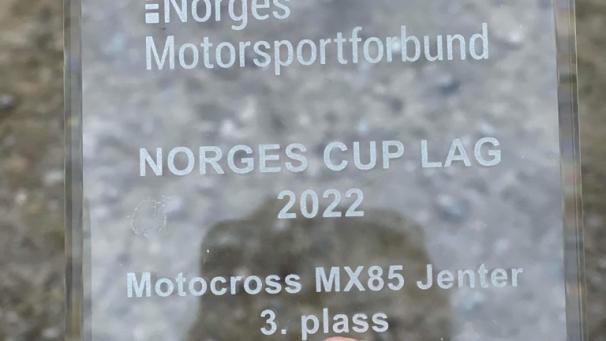 Norges
Motorsportforbund
NORGES CUP LAG
2022
Motocross MX85 Jenter
3. plass